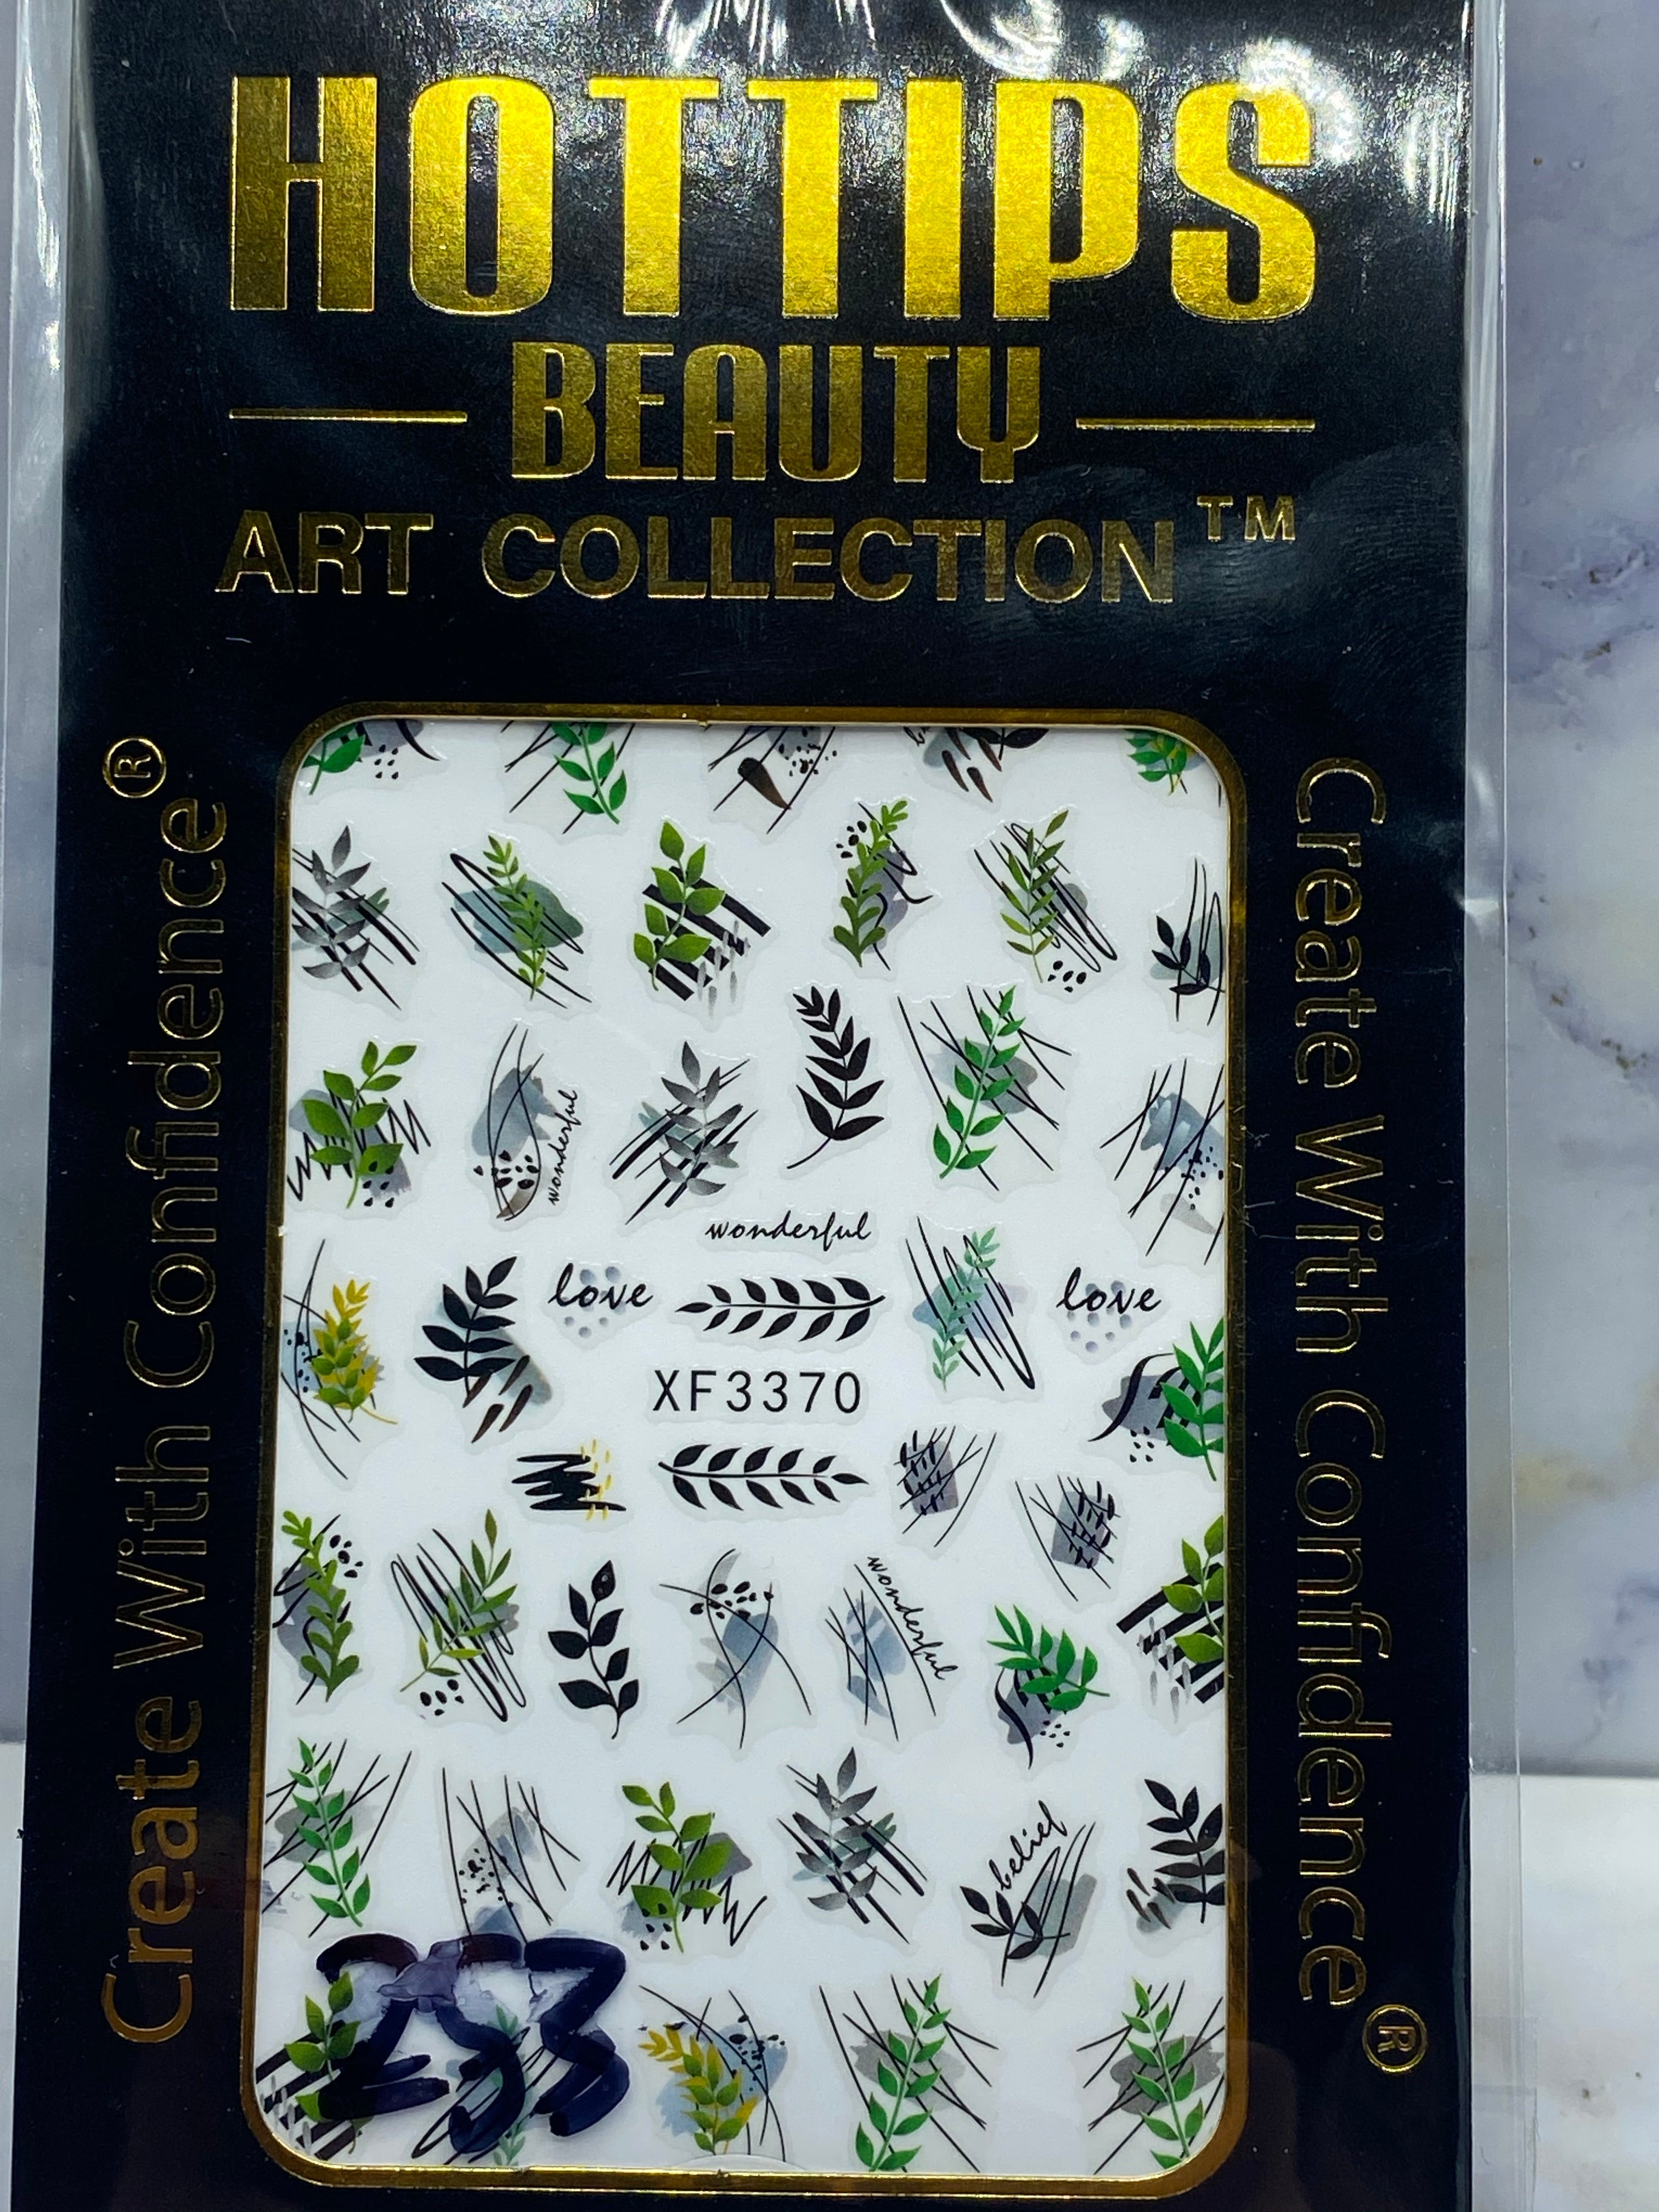 HOTTIPS
BEAUTY
ART COLLECTION™
Create With Confidence®
Create With Confidence®
wonderful
wonderful
love
love
XF3370
wonderful
belief
253